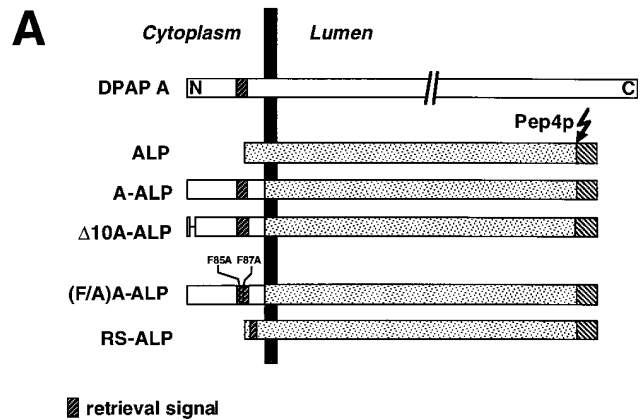 A
Cytoplasm Lumen
DPAP A N C
Pep4p
ALP
A-ALP
Δ10A-ALP
F85A F87A
(F/A)A-ALP
RS-ALP
retrieval signal